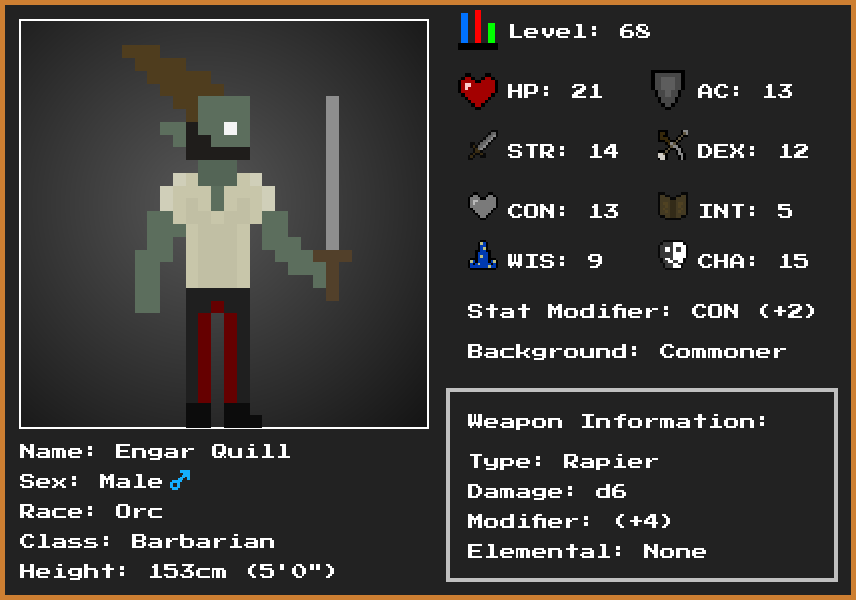 Level: 68
HP: 21
AC: 13
STR: 14
DEX: 12
CON: 13
INT: 5
WIS: 9
CHA: 15
Stat Modifier: CON (+2)
Background: Commoner
Weapon Information:
Type: Rapier
Damage: d6
Modifier: (+4)
Elemental: None
Name: Engar Quill
Sex: Male ♂
Race: Orc
Class: Barbarian
Height: 153cm (5'0")